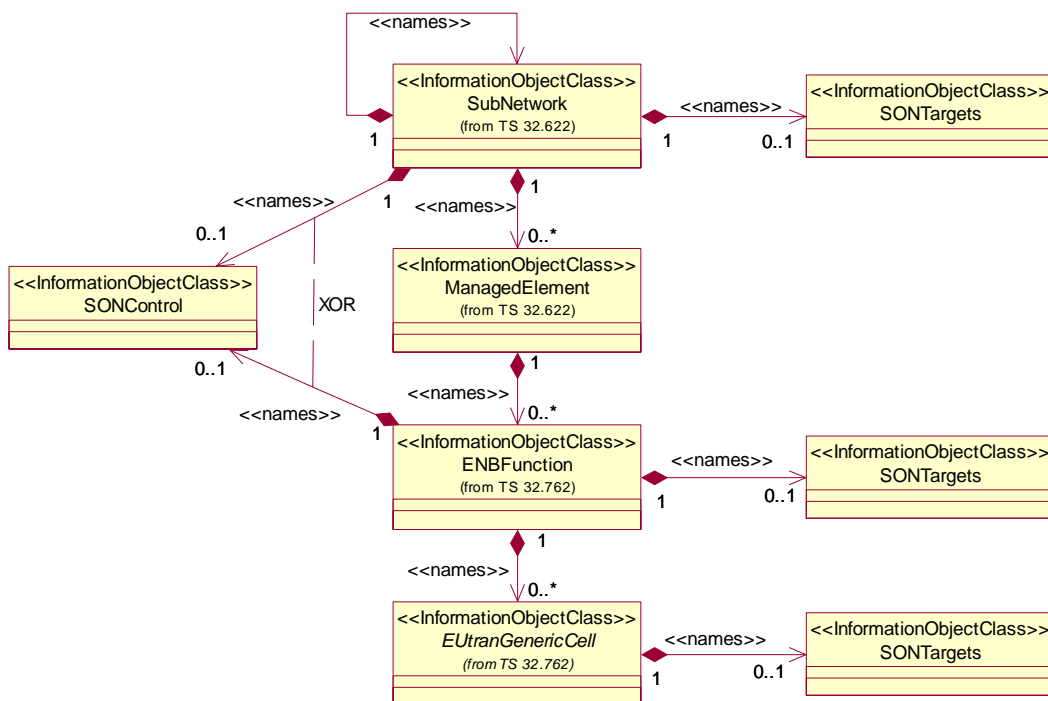 <<names>>
<<InformationObjectClass>>
SubNetwork
(from TS 32.622)
1
<<names>>
1
0..1
<<InformationObjectClass>>
SONTargets
1
<<names>>
0..1
1
<<names>>
0..*
<<InformationObjectClass>>
SONControl
XOR
<<InformationObjectClass>>
ManagedElement
(from TS 32.622)
0..1
<<names>>
1
1
<<names>>
0..*
<<InformationObjectClass>>
ENBFunction
(from TS 32.762)
<<names>>
1
0..1
<<InformationObjectClass>>
SONTargets
1
<<names>>
0..*
<<InformationObjectClass>>
EUtranGenericCell
(from TS 32.762)
<<names>>
1
0..1
<<InformationObjectClass>>
SONTargets